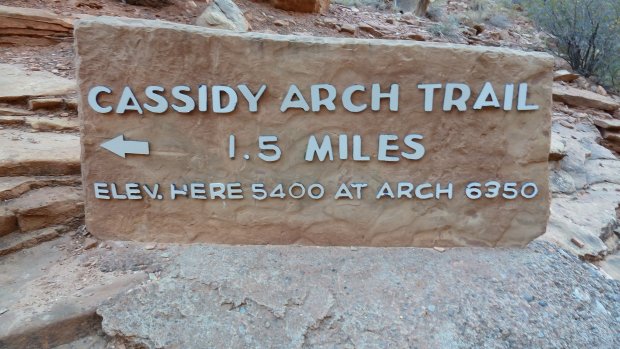 CASSIDY ARCH TRAIL
← 1.5 MILES
ELEV. HERE 5400 AT ARCH 6350